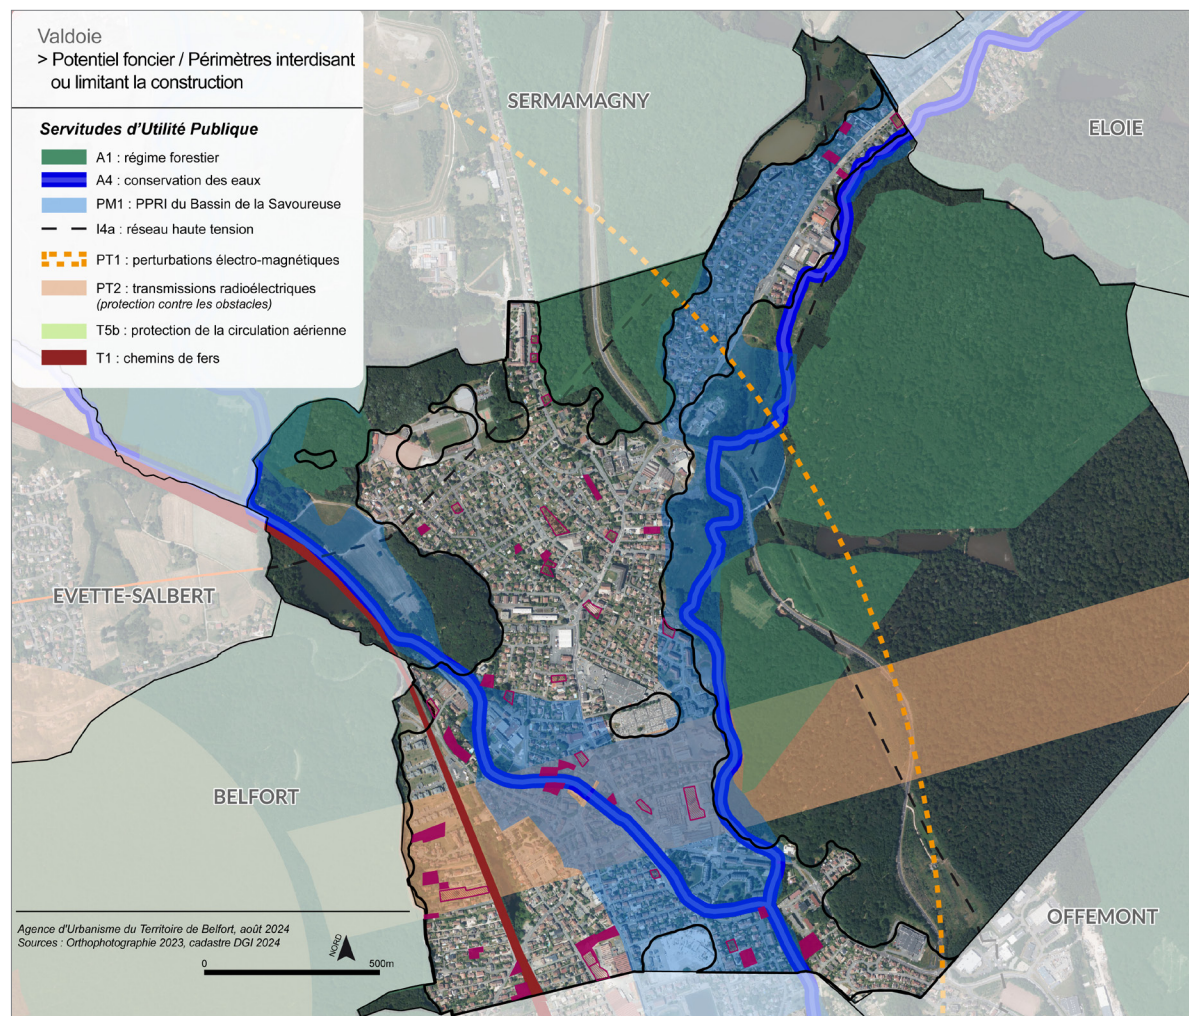 Valdoie
> Potentiel foncier / Périmètres interdisant
ou limitant la construction
Servitudes d'Utilité Publique
A1 : régime forestier
A4 : conservation des eaux
PM1 : PPRI du Bassin de la Savoureuse
I4a : réseau haute tension
PT1 : perturbations électro-magnétiques
PT2 : transmissions radioélectriques
(protection contre les obstacles)
T5b : protection de la circulation aérienne
T1 : chemins de fers
SERMAMAGNY
ELOIE
EVETTE-SALBERT
BELFORT
OFFEMONT
Agence d'Urbanisme du Territoire de Belfort, août 2024
Sources : Orthophotographie 2023, cadastre DGI 2024
NORD
0 500m